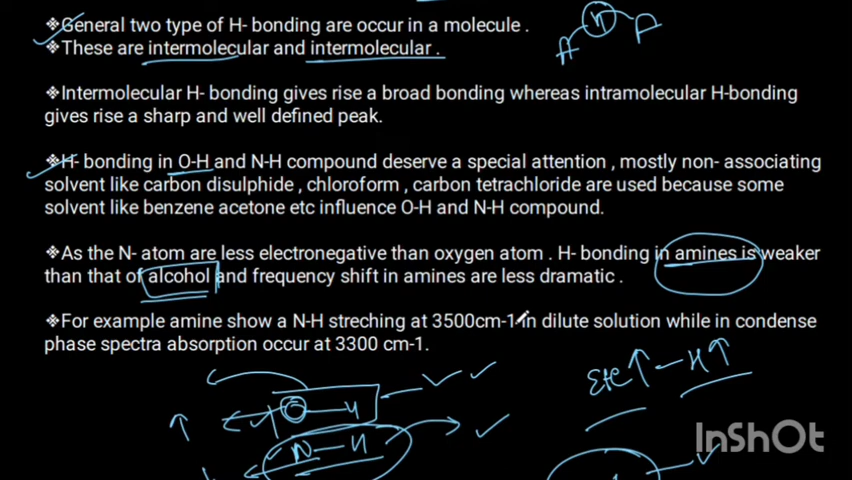 ❖General two type of H- bonding are occur in a molecule .
❖These are intermolecular and intermolecular .
❖Intermolecular H- bonding gives rise a broad bonding whereas intramolecular H-bonding
gives rise a sharp and well defined peak.
❖H- bonding in O-H and N-H compound deserve a special attention , mostly non- associating
solvent like carbon disulphide , chloroform , carbon tetrachloride are used because some
solvent like benzene acetone etc influence O-H and N-H compound.
❖As the N- atom are less electronegative than oxygen atom . H- bonding in amines is weaker
than that of alcohol and frequency shift in amines are less dramatic .
❖For example amine show a N-H streching at 3500cm-1 in dilute solution while in condense
phase spectra absorption occur at 3300 cm-1.
O—H
N—H
InShOt